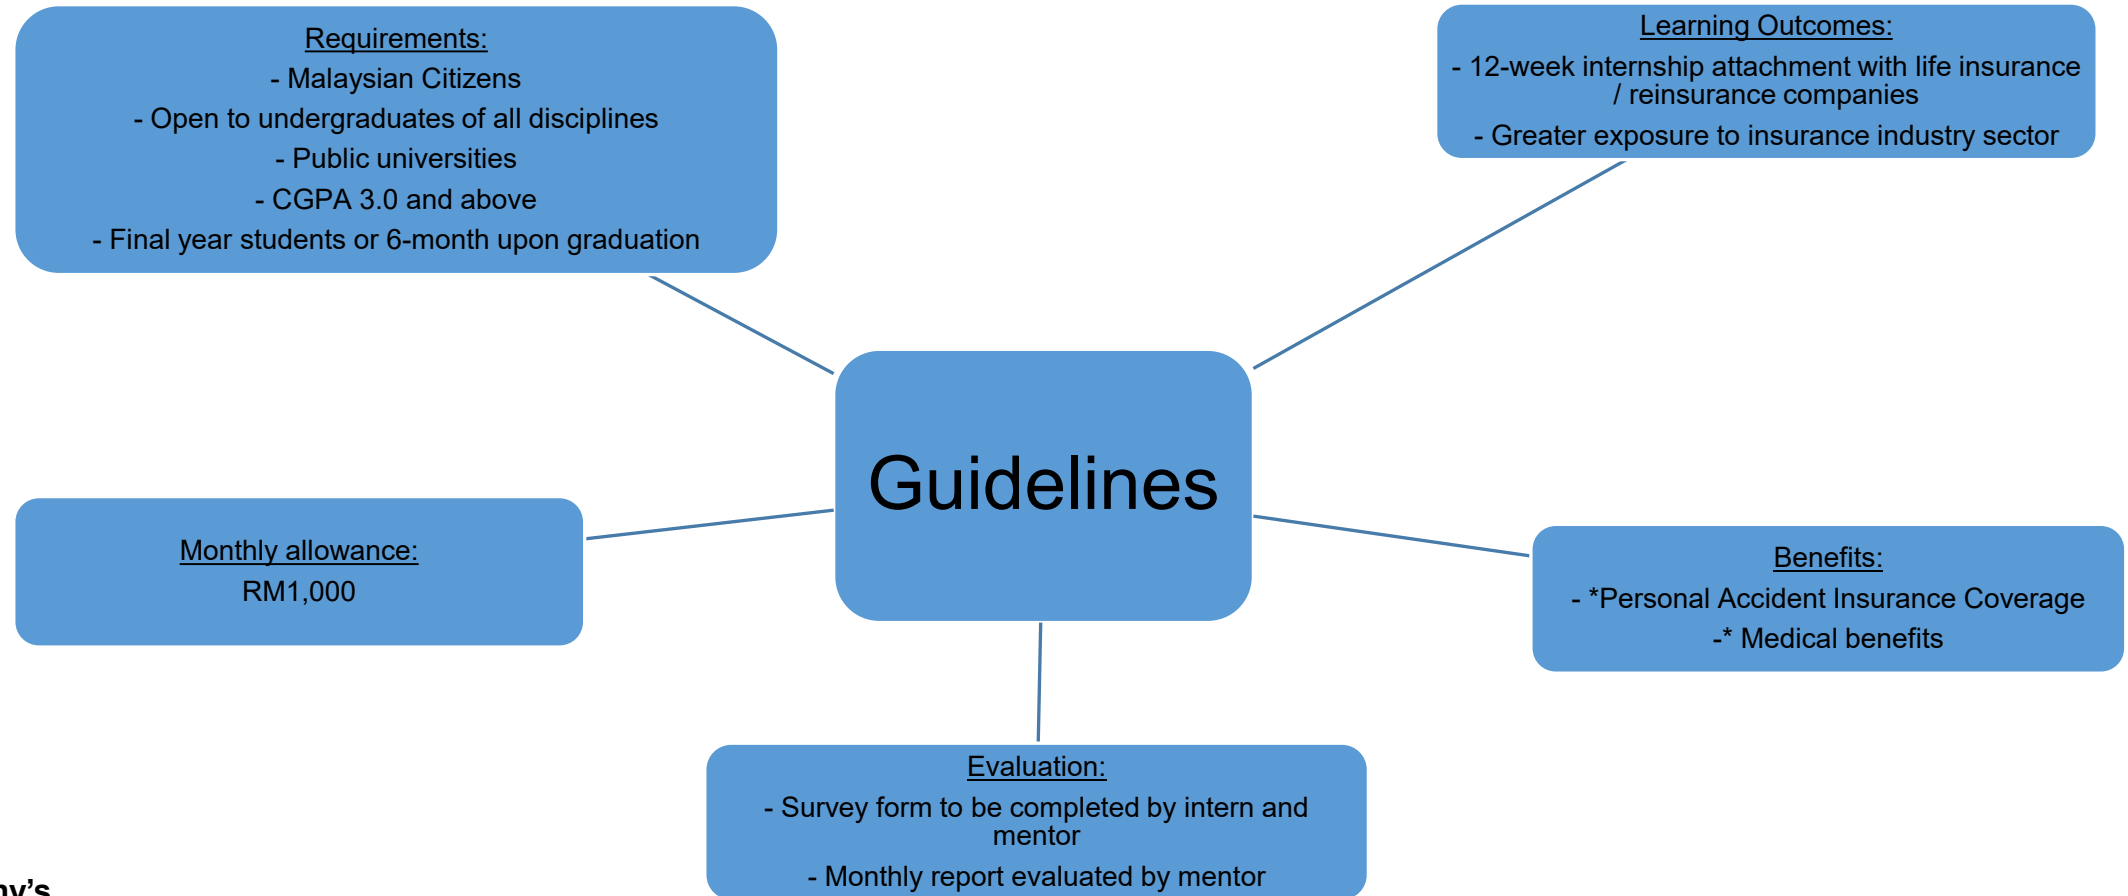 Requirements:
- Malaysian Citizens
- Open to undergraduates of all disciplines
- Public universities
- CGPA 3.0 and above
- Final year students or 6-month upon graduation
Learning Outcomes:
- 12-week internship attachment with life insurance
/ reinsurance companies
- Greater exposure to insurance industry sector
Guidelines
Monthly allowance:
RM1,000
Benefits:
- *Personal Accident Insurance Coverage
-* Medical benefits
Evaluation:
- Survey form to be completed by intern and
mentor
- Monthly report evaluated by mentor